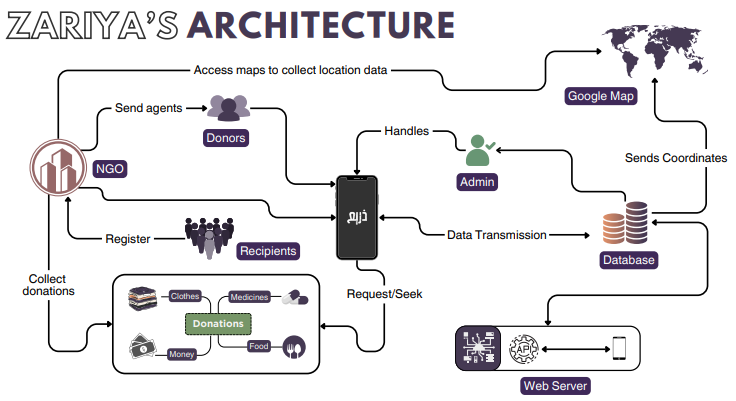 ZARIYA'S ARCHITECTURE
Access maps to collect location data
Google Map
Send agents
Donors
Handles
Admin
Sends Coordinates
NGO
ذریعہ
Register
Recipients
Data Transmission
Database
Collect
donations
Request/Seek
Clothes
Medicines
Donations
Money
Food
API
Web Server